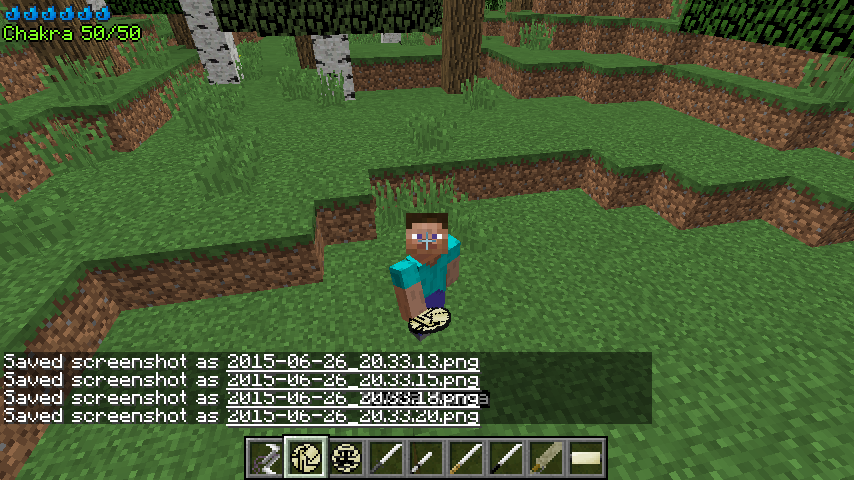 Chakra 50/50
Saved screenshot as 2015-06-26_20.33.13.png
Saved screenshot as 2015-06-26_20.33.15.png
Saved screenshot as 2015-06-26_20.33.18.png
Saved screenshot as 2015-06-26_20.33.20.png